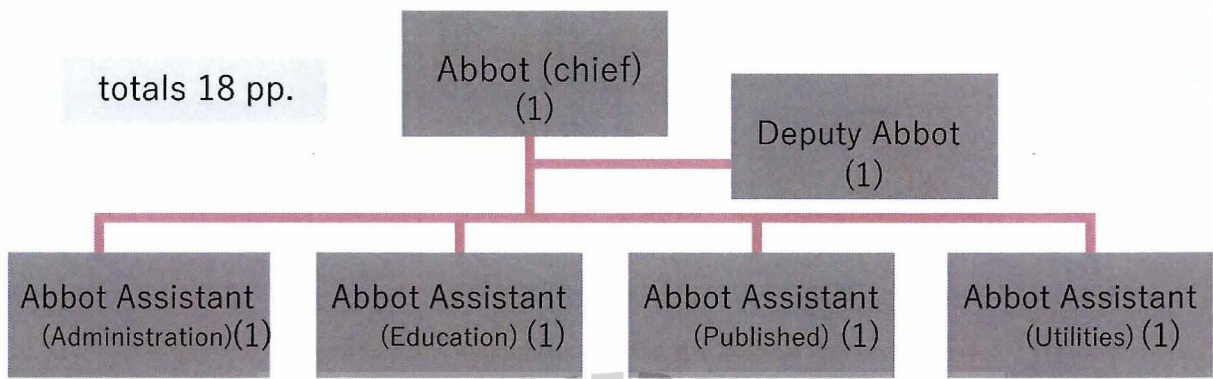 totals 18 pp.
Abbot (chief)
(1)
Deputy Abbot
(1)
Abbot Assistant
(Administration)(1)
Abbot Assistant
(Education) (1)
Abbot Assistant
(Published) (1)
Abbot Assistant
(Utilities) (1)